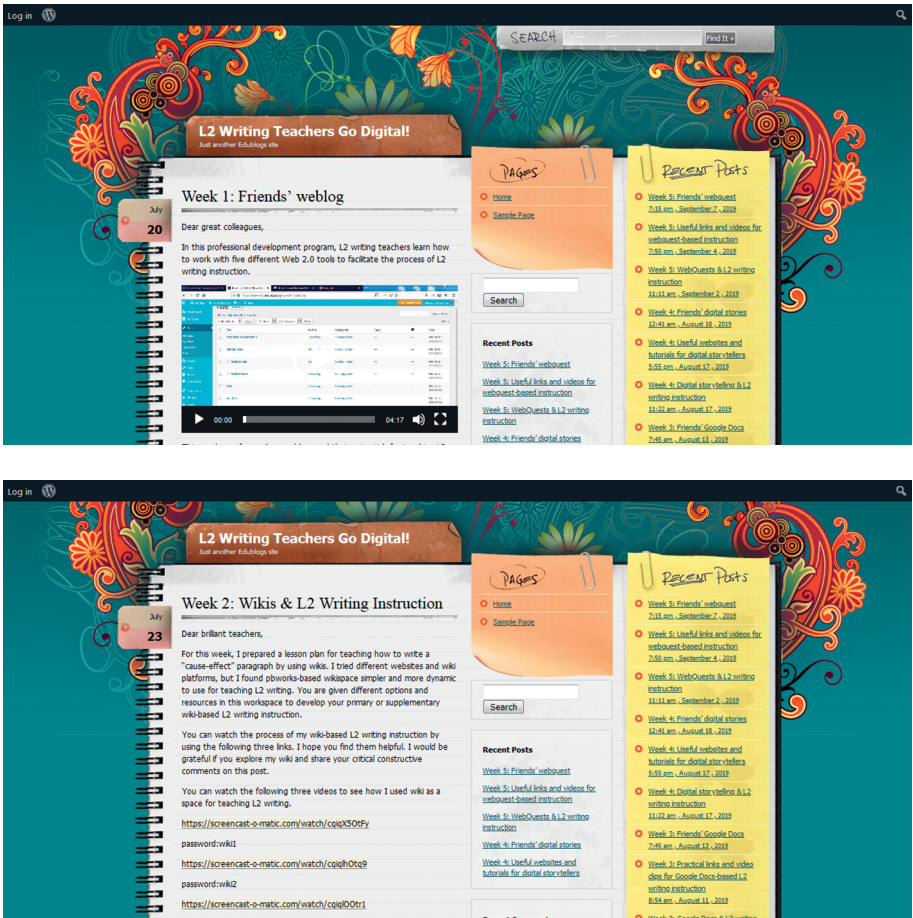 Log in
SEARCH
Find It »
L2 Writing Teachers Go Digital!
Just another Edublogs site
July
20
Week 1: Friends' weblog
Dear great colleagues,
In this professional development program, L2 writing teachers learn how
to work with five different Web 2.0 tools to facilitate the process of L2
writing instruction.
00:00
04:17
PAGES
Home
Sample Page
Search
Recent Posts
Week 5: Friends' webquest
Week 5: Useful links and videos for
webquest-based instruction
Week 5: WebQuests & L2 writing
instruction
Week 4: Friends' digital stories
RECENT Posts
Week 5: Friends' webquest
7:15 pm , September 7 , 2019
Week 5: Useful links and videos for
webquest-based instruction
7:50 pm , September 4 , 2019
Week 5: WebQuests & L2 writing
instruction
11:11 am , September 2 , 2019
Week 4: Friends' digital stories
12:41 am , August 18 , 2019
Week 4: Useful websites and
tutorials for digital storytellers
5:55 pm , August 17 , 2019
Week 4: Digital storytelling & L2
writing instruction
11:22 am , August 17 , 2019
Week 3: Friends' Google Docs
7:45 am , August 13 , 2019
Log in
L2 Writing Teachers Go Digital!
Just another Edublogs site
July
23
Week 2: Wikis & L2 Writing Instruction
Dear brillant teachers,
For this week, I prepared a lesson plan for teaching how to write a
"cause-effect" paragraph by using wikis. I tried different websites and wiki
platforms, but I found pbworks-based wikispace simpler and more dynamic
to use for teaching L2 writing. You are given different options and
resources in this workspace to develop your primary or supplementary
wiki-based L2 writing instruction.
You can watch the process of my wiki-based L2 writing instruction by
using the following three links. I hope you find them helpful. I would be
grateful if you explore my wiki and share your critical constructive
comments on this post.
You can watch the following three videos to see how I used wiki as a
space for teaching L2 writing.
https://screencast-o-matic.com/watch/cqiqX5OtFy
password:wiki1
https://screencast-o-matic.com/watch/cqiqlhOtq9
password:wiki2
https://screencast-o-matic.com/watch/cqiqlOOtr1
PAGES
Home
Sample Page
Search
Recent Posts
Week 5: Friends' webquest
Week 5: Useful links and videos for
webquest-based instruction
Week 5: WebQuests & L2 writing
instruction
Week 4: Friends' digital stories
Week 4: Useful websites and
tutorials for digital storytellers
RECENT Posts
Week 5: Friends' webquest
7:15 pm , September 7 , 2019
Week 5: Useful links and videos for
webquest-based instruction
7:50 pm , September 4 , 2019
Week 5: WebQuests & L2 writing
instruction
11:11 am , September 2 , 2019
Week 4: Friends' digital stories
12:41 am , August 18 , 2019
Week 4: Useful websites and
tutorials for digital storytellers
5:55 pm , August 17 , 2019
Week 4: Digital storytelling & L2
writing instruction
11:22 am , August 17 , 2019
Week 3: Friends' Google Docs
7:45 am , August 13 , 2019
Week 3: Practical links and video
clips for Google Docs-based L2
writing instruction
8:54 am , August 11 , 2019